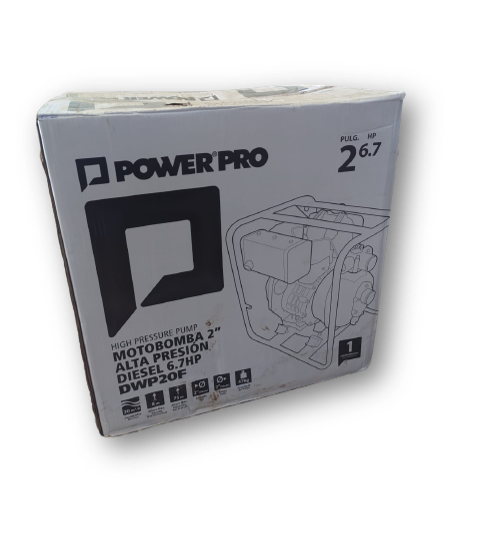 POWER PRO
PULG. HP
2 6.7
HIGH PRESSURE PUMP
MOTOBOMBA 2"
ALTA PRESIÓN
DIESEL 6.7HP
DWP20F
1